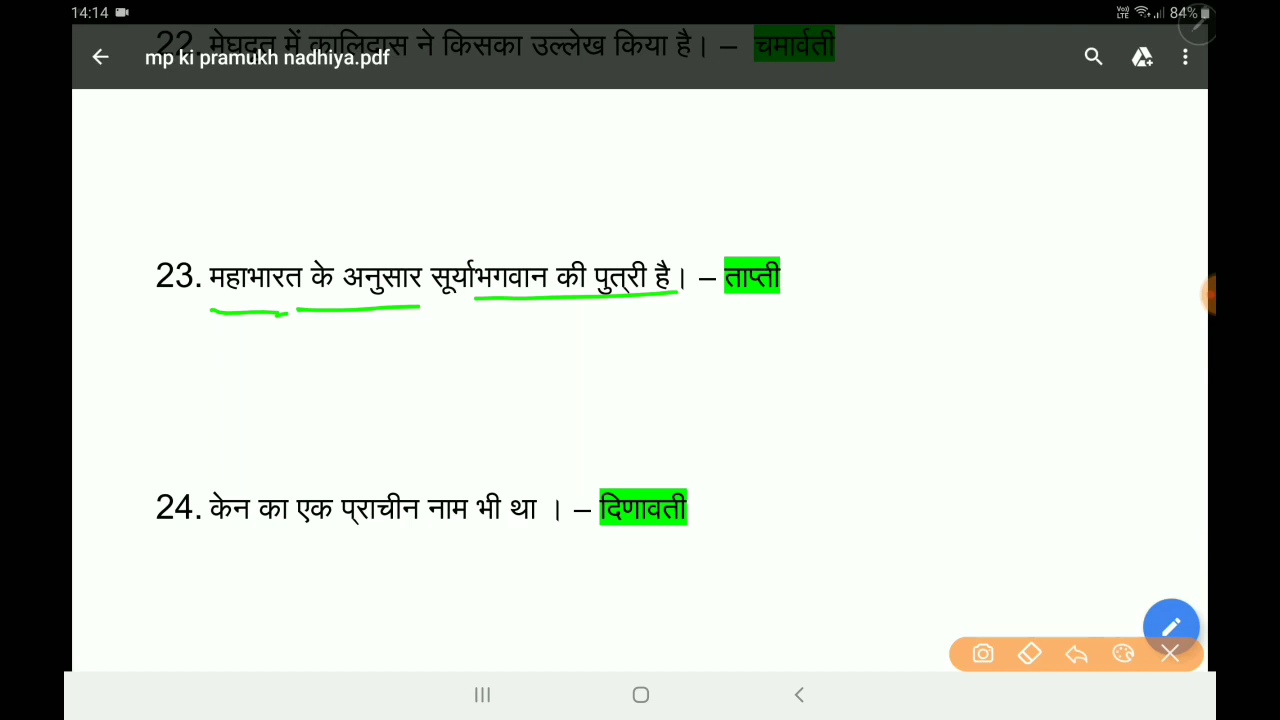 14:14 84%
22. मेघदूत में कालिदास ने किसका उल्लेख किया है। – चमार्वती
mp ki pramukh nadhiya.pdf
23. महाभारत के अनुसार सूर्याभगवान की पुत्री है। – ताप्ती
24. केन का एक प्राचीन नाम भी था । – दिणावती